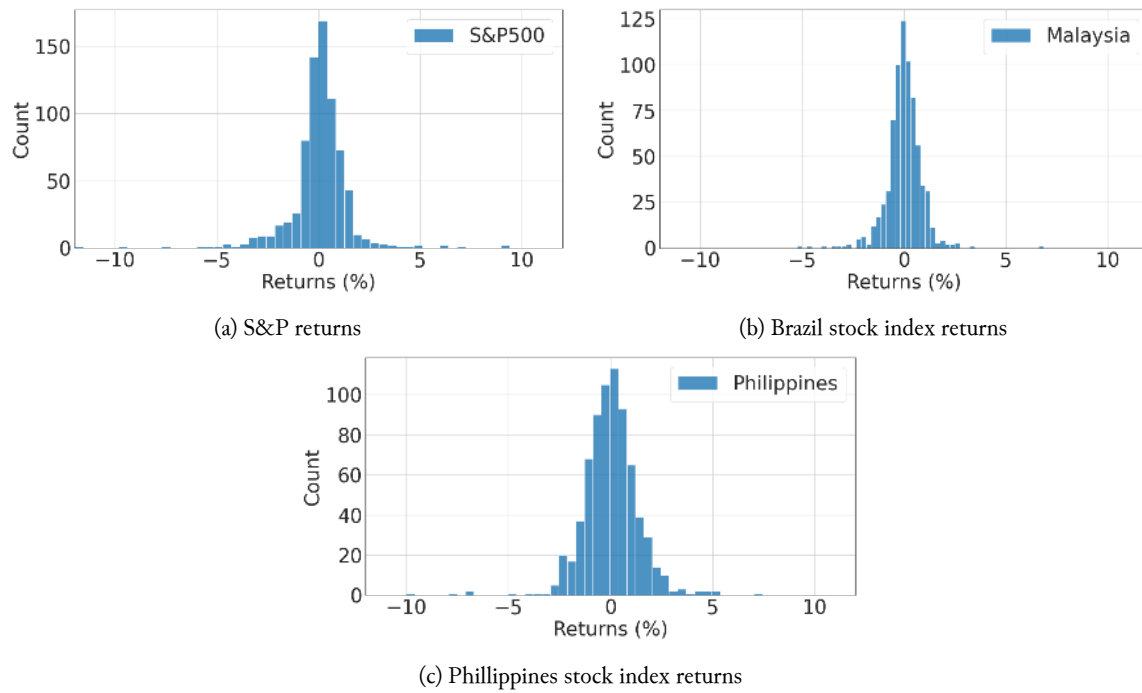 S&P500
Count
150
100
50
0
−10
−5
0
5
10
Returns (%)
(a) S&P returns
Malaysia
Count
125
100
75
50
25
0
−10
−5
0
5
10
Returns (%)
(b) Brazil stock index returns
Philippines
Count
100
80
60
40
20
0
−10
−5
0
5
10
Returns (%)
(c) Phillippines stock index returns